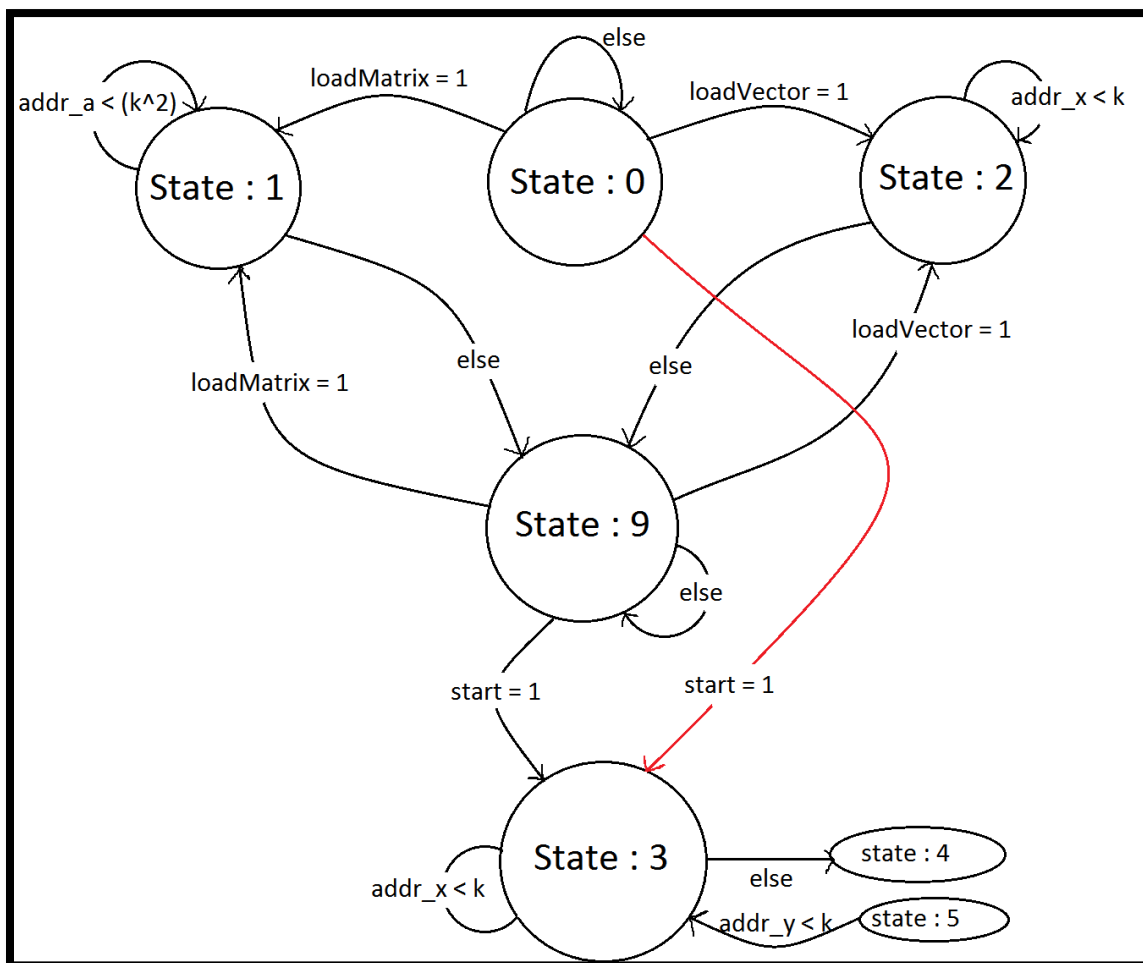 else
loadMatrix = 1
loadVector = 1
addr_a < (k^2)
addr_x < k
State : 1
State : 0
State : 2
loadVector = 1
else
else
loadMatrix = 1
State : 9
else
start = 1
start = 1
State : 3
state : 4
else
addr_x < k
addr_y < k
state : 5